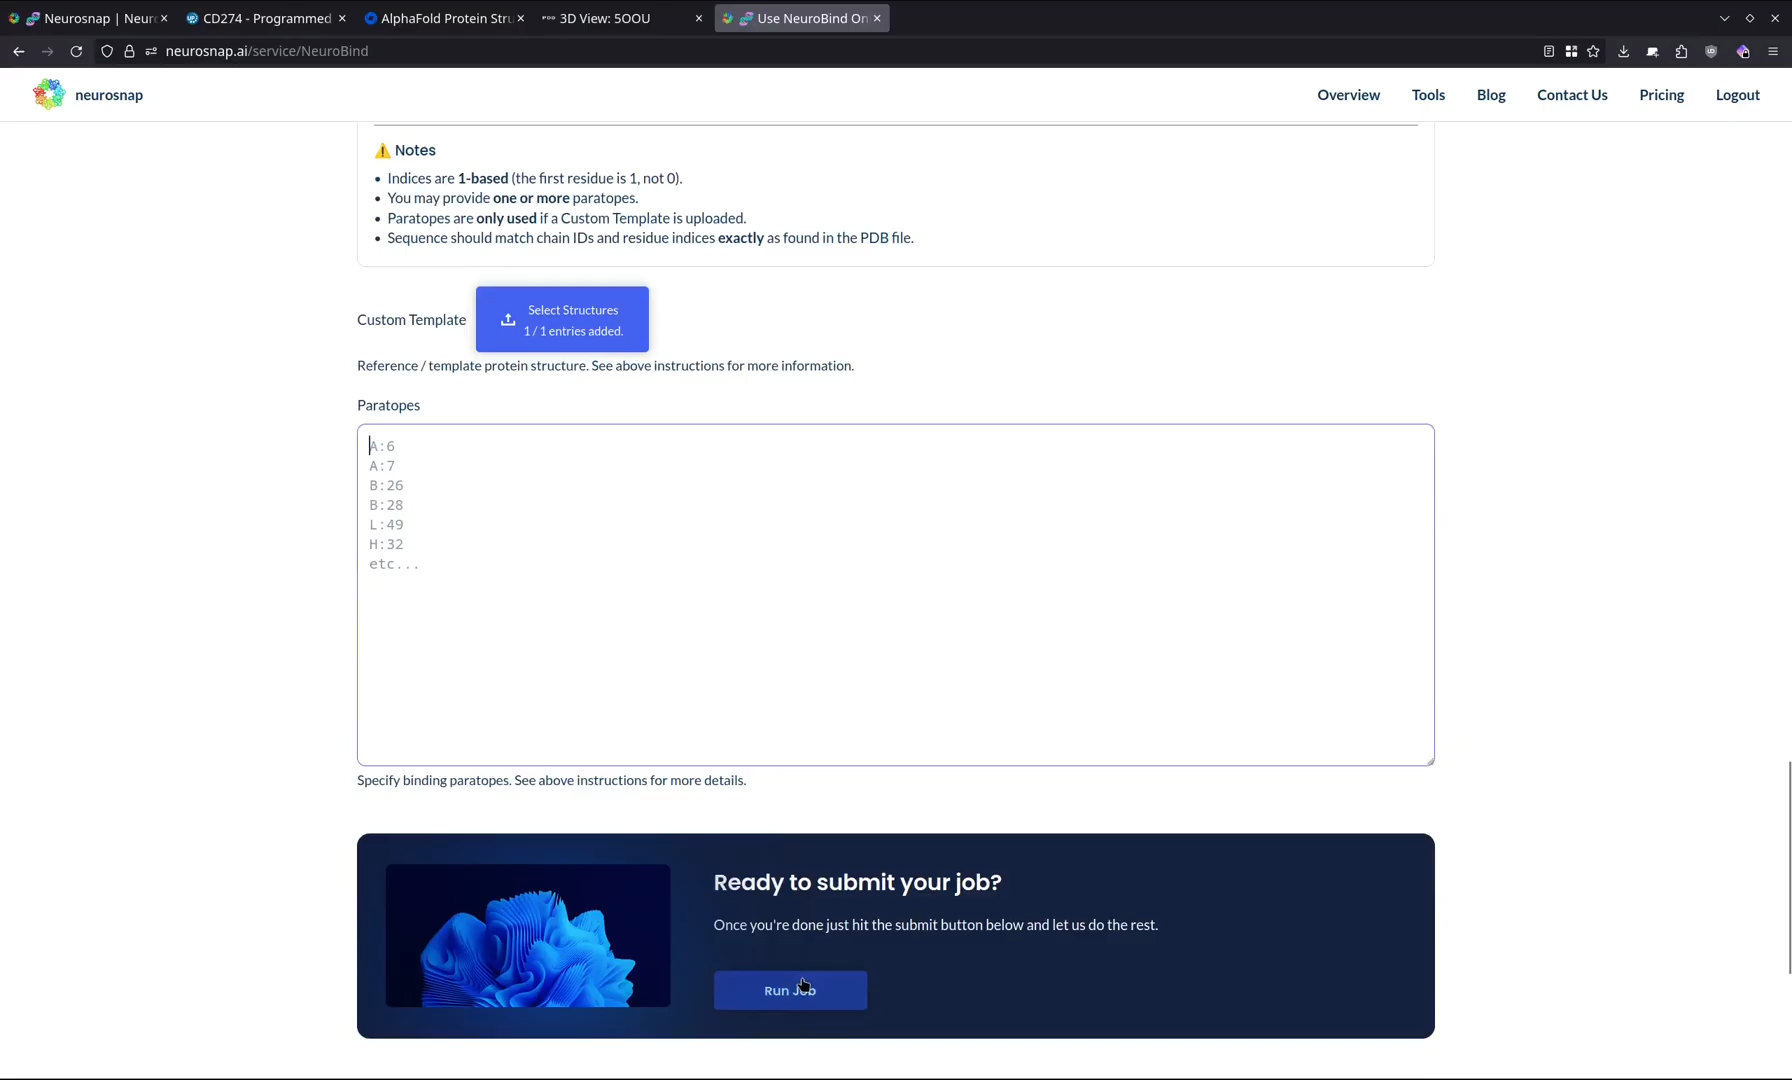 Neurosnap | Neuro
CD274 - Programmed
AlphaFold Protein Stru
3D View: 5OOU
Use NeuroBind On
neurosnap.ai/service/NeuroBind
neurosnap
Overview
Tools
Blog
Contact Us
Pricing
Logout
⚠️ Notes
• Indices are 1-based (the first residue is 1, not 0).
• You may provide one or more paratopes.
• Paratopes are only used if a Custom Template is uploaded.
• Sequence should match chain IDs and residue indices exactly as found in the PDB file.
Custom Template
Select Structures
1 / 1 entries added.
Reference / template protein structure. See above instructions for more information.
Paratopes
A:6
A:7
B:26
B:28
L:49
H:32
etc...
Specify binding paratopes. See above instructions for more details.
Ready to submit your job?
Once you're done just hit the submit button below and let us do the rest.
Run Job